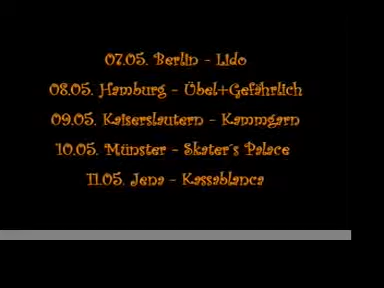 07.05. Berlin - Lido
08.05. Hamburg - Übel+Gefährlich
09.05. Kaiserslautern - Kammgarn
10.05. Münster - Skater´s Palace
11.05. Jena - Kassablanca